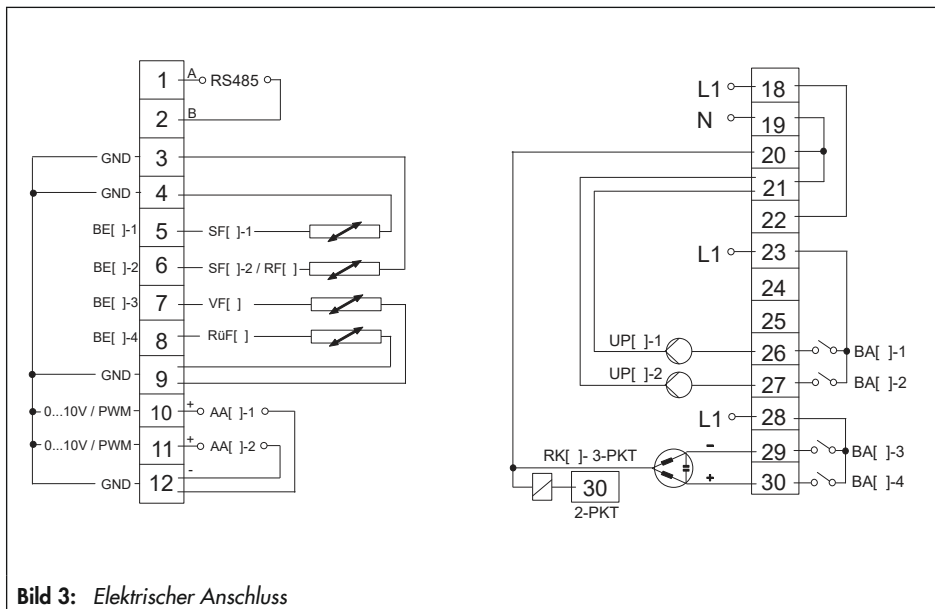 1 A RS485
2 B
GND 3
GND 4
BE[ ]-1 5 SF[ ]-1
BE[ ]-2 6 SF[ ]-2 / RF[ ]
BE[ ]-3 7 VF[ ]
BE[ ]-4 8 RüF[ ]
GND 9
0...10V / PWM 10 + AA[ ]-1
0...10V / PWM 11 + AA[ ]-2
GND 12 -
L1 18
N 19
20
21
22
L1 23
24
25
UP[ ]-1 26 BA[ ]-1
UP[ ]-2 27 BA[ ]-2
L1 28
RK[ ]- 3-PKT - 29 BA[ ]-3
30 + 30 BA[ ]-4
2-PKT
Bild 3: Elektrischer Anschluss